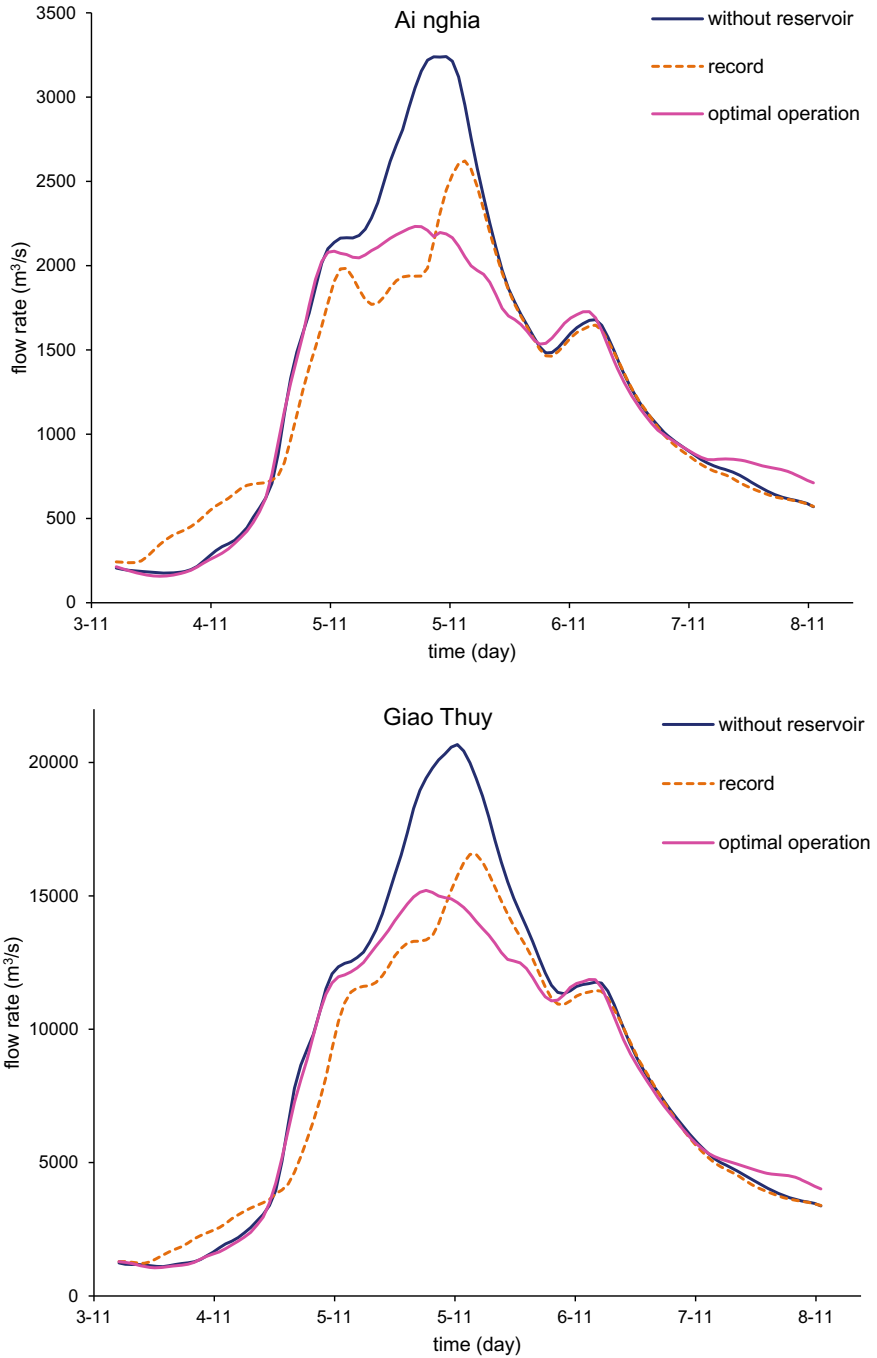 Ai nghia
without reservoir
record
optimal operation
3500
3000
2500
2000
1500
1000
500
0
flow rate (m³/s)
3-11 4-11 5-11 5-11 6-11 7-11 8-11
time (day)
Giao Thuy
without reservoir
record
optimal operation
20000
15000
10000
5000
0
flow rate (m³/s)
3-11 4-11 5-11 5-11 6-11 7-11 8-11
time (day)